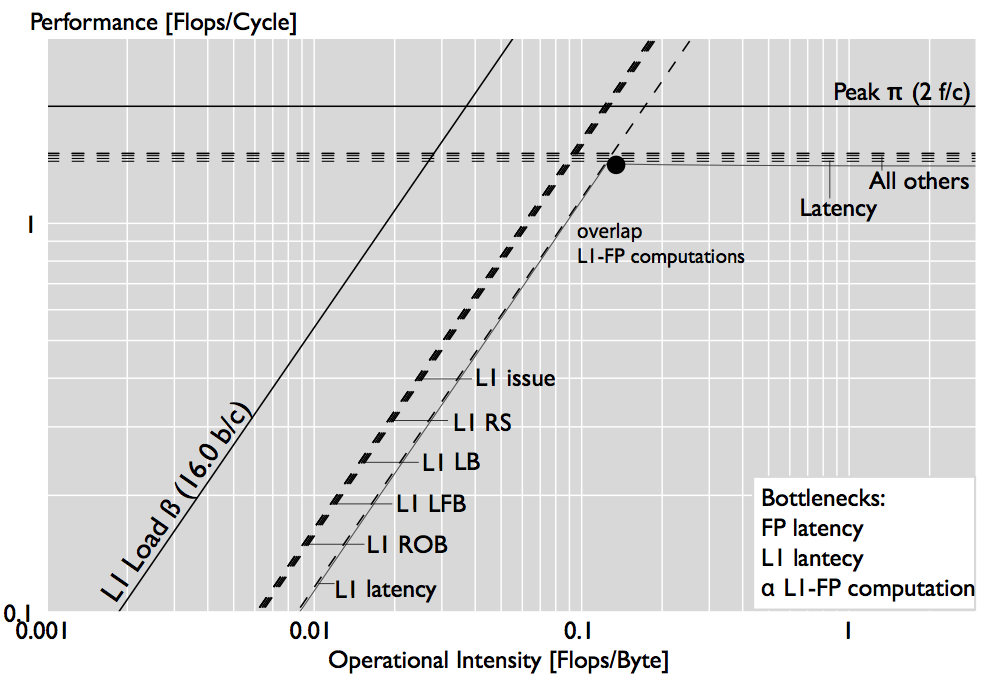 Performance [Flops/Cycle]
Peak π (2 f/c)
All others
Latency
1
overlap
L1-FP computations
L1 issue
L1 RS
L1 LB
L1 LFB
L1 ROB
L1 latency
L1 Load ß (16.0 b/c)
Bottlenecks:
FP latency
L1 lantecy
α L1-FP computation
0.1
0.001 0.01 0.1 1
Operational Intensity [Flops/Byte]